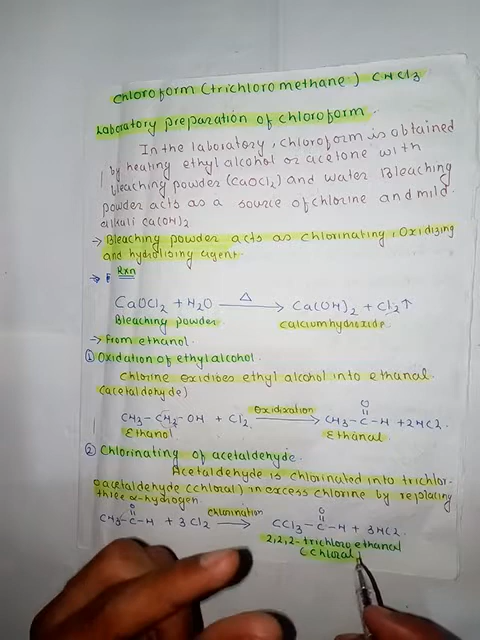 Chloroform (trichloromethane) CHCl3
Laboratory preparation of chloroform
In the laboratory, chloroform is obtained
by heating ethyl alcohol or acetone with
bleaching powder (CaOCl2) and water Bleaching
powder acts as a source of chlorine and mild
alkali Ca(OH)2
→ Bleaching powder acts as chlorinating, Oxidizing
and hydrolising agent.
Rxn
CaOCl2 + H2O —Δ→ Ca(OH)2 + Cl2↑
Bleaching powder calcium hydroxide
→ From ethanol.
① Oxidation of ethyl alcohol.
Chlorine oxidises ethyl alcohol into ethanal
(acetaldehyde)
O
CH3-CH2-OH + Cl2 —Oxidization→ CH3-C-H + 2HCl
Ethanol Ethanal
② Chlorinating of acetaldehyde.
Acetaldehyde is chlorinated into trichlor-
oacetaldehyde (chloral) in excess chlorine by replating
three α-hydrogen
O O
CH3-C-H + 3Cl2 —chlorination→ CCl3-C-H + 3HCl
2,2,2-trichloroethanal
(Chloral